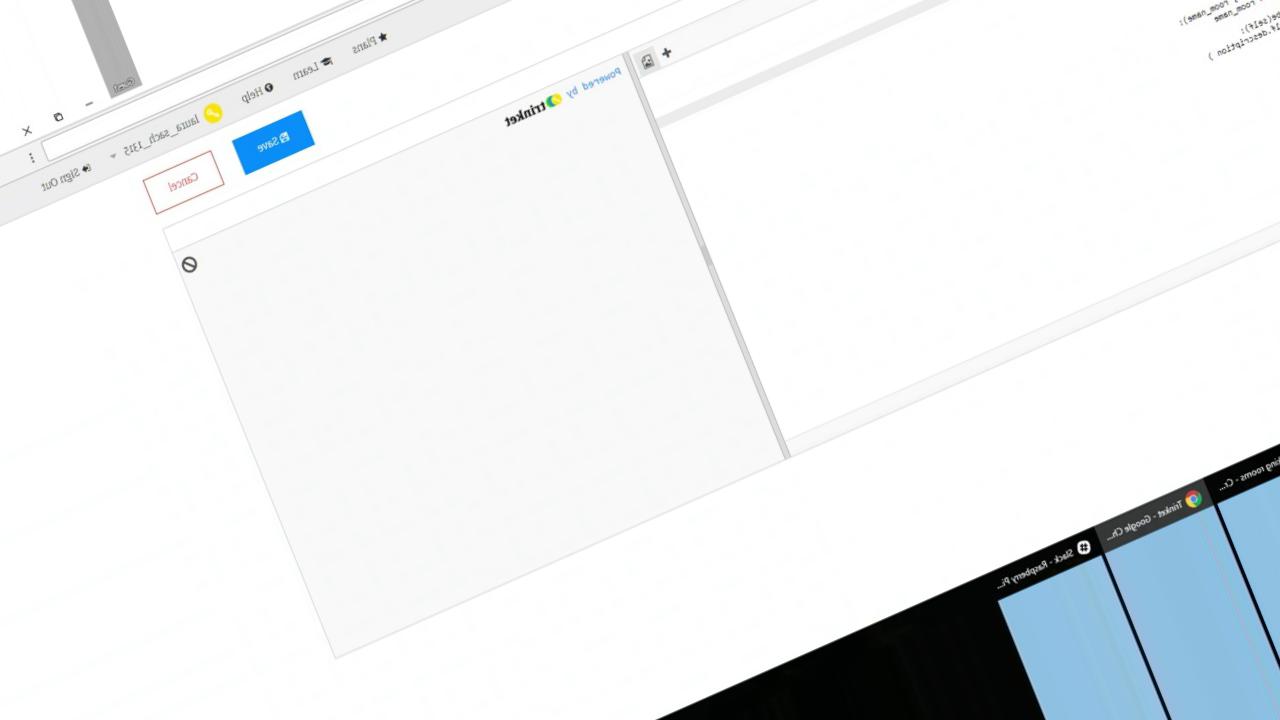 Plans
Learn
Help
laura_sach_1315
Sign Out
Save
Cancel
Powered by
trinket
room_name):
room_name
(self):
.description )
ing rooms - Cr...
Trinket - Google Ch...
Slack - Raspberry Pi...